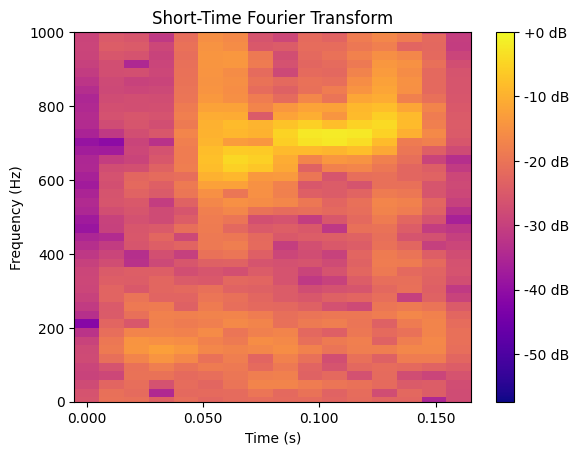 Short-Time Fourier Transform
1000
800
600
400
200
0
Frequency (Hz)
0.000
0.050
0.100
0.150
Time (s)
+0 dB
-10 dB
-20 dB
-30 dB
-40 dB
-50 dB